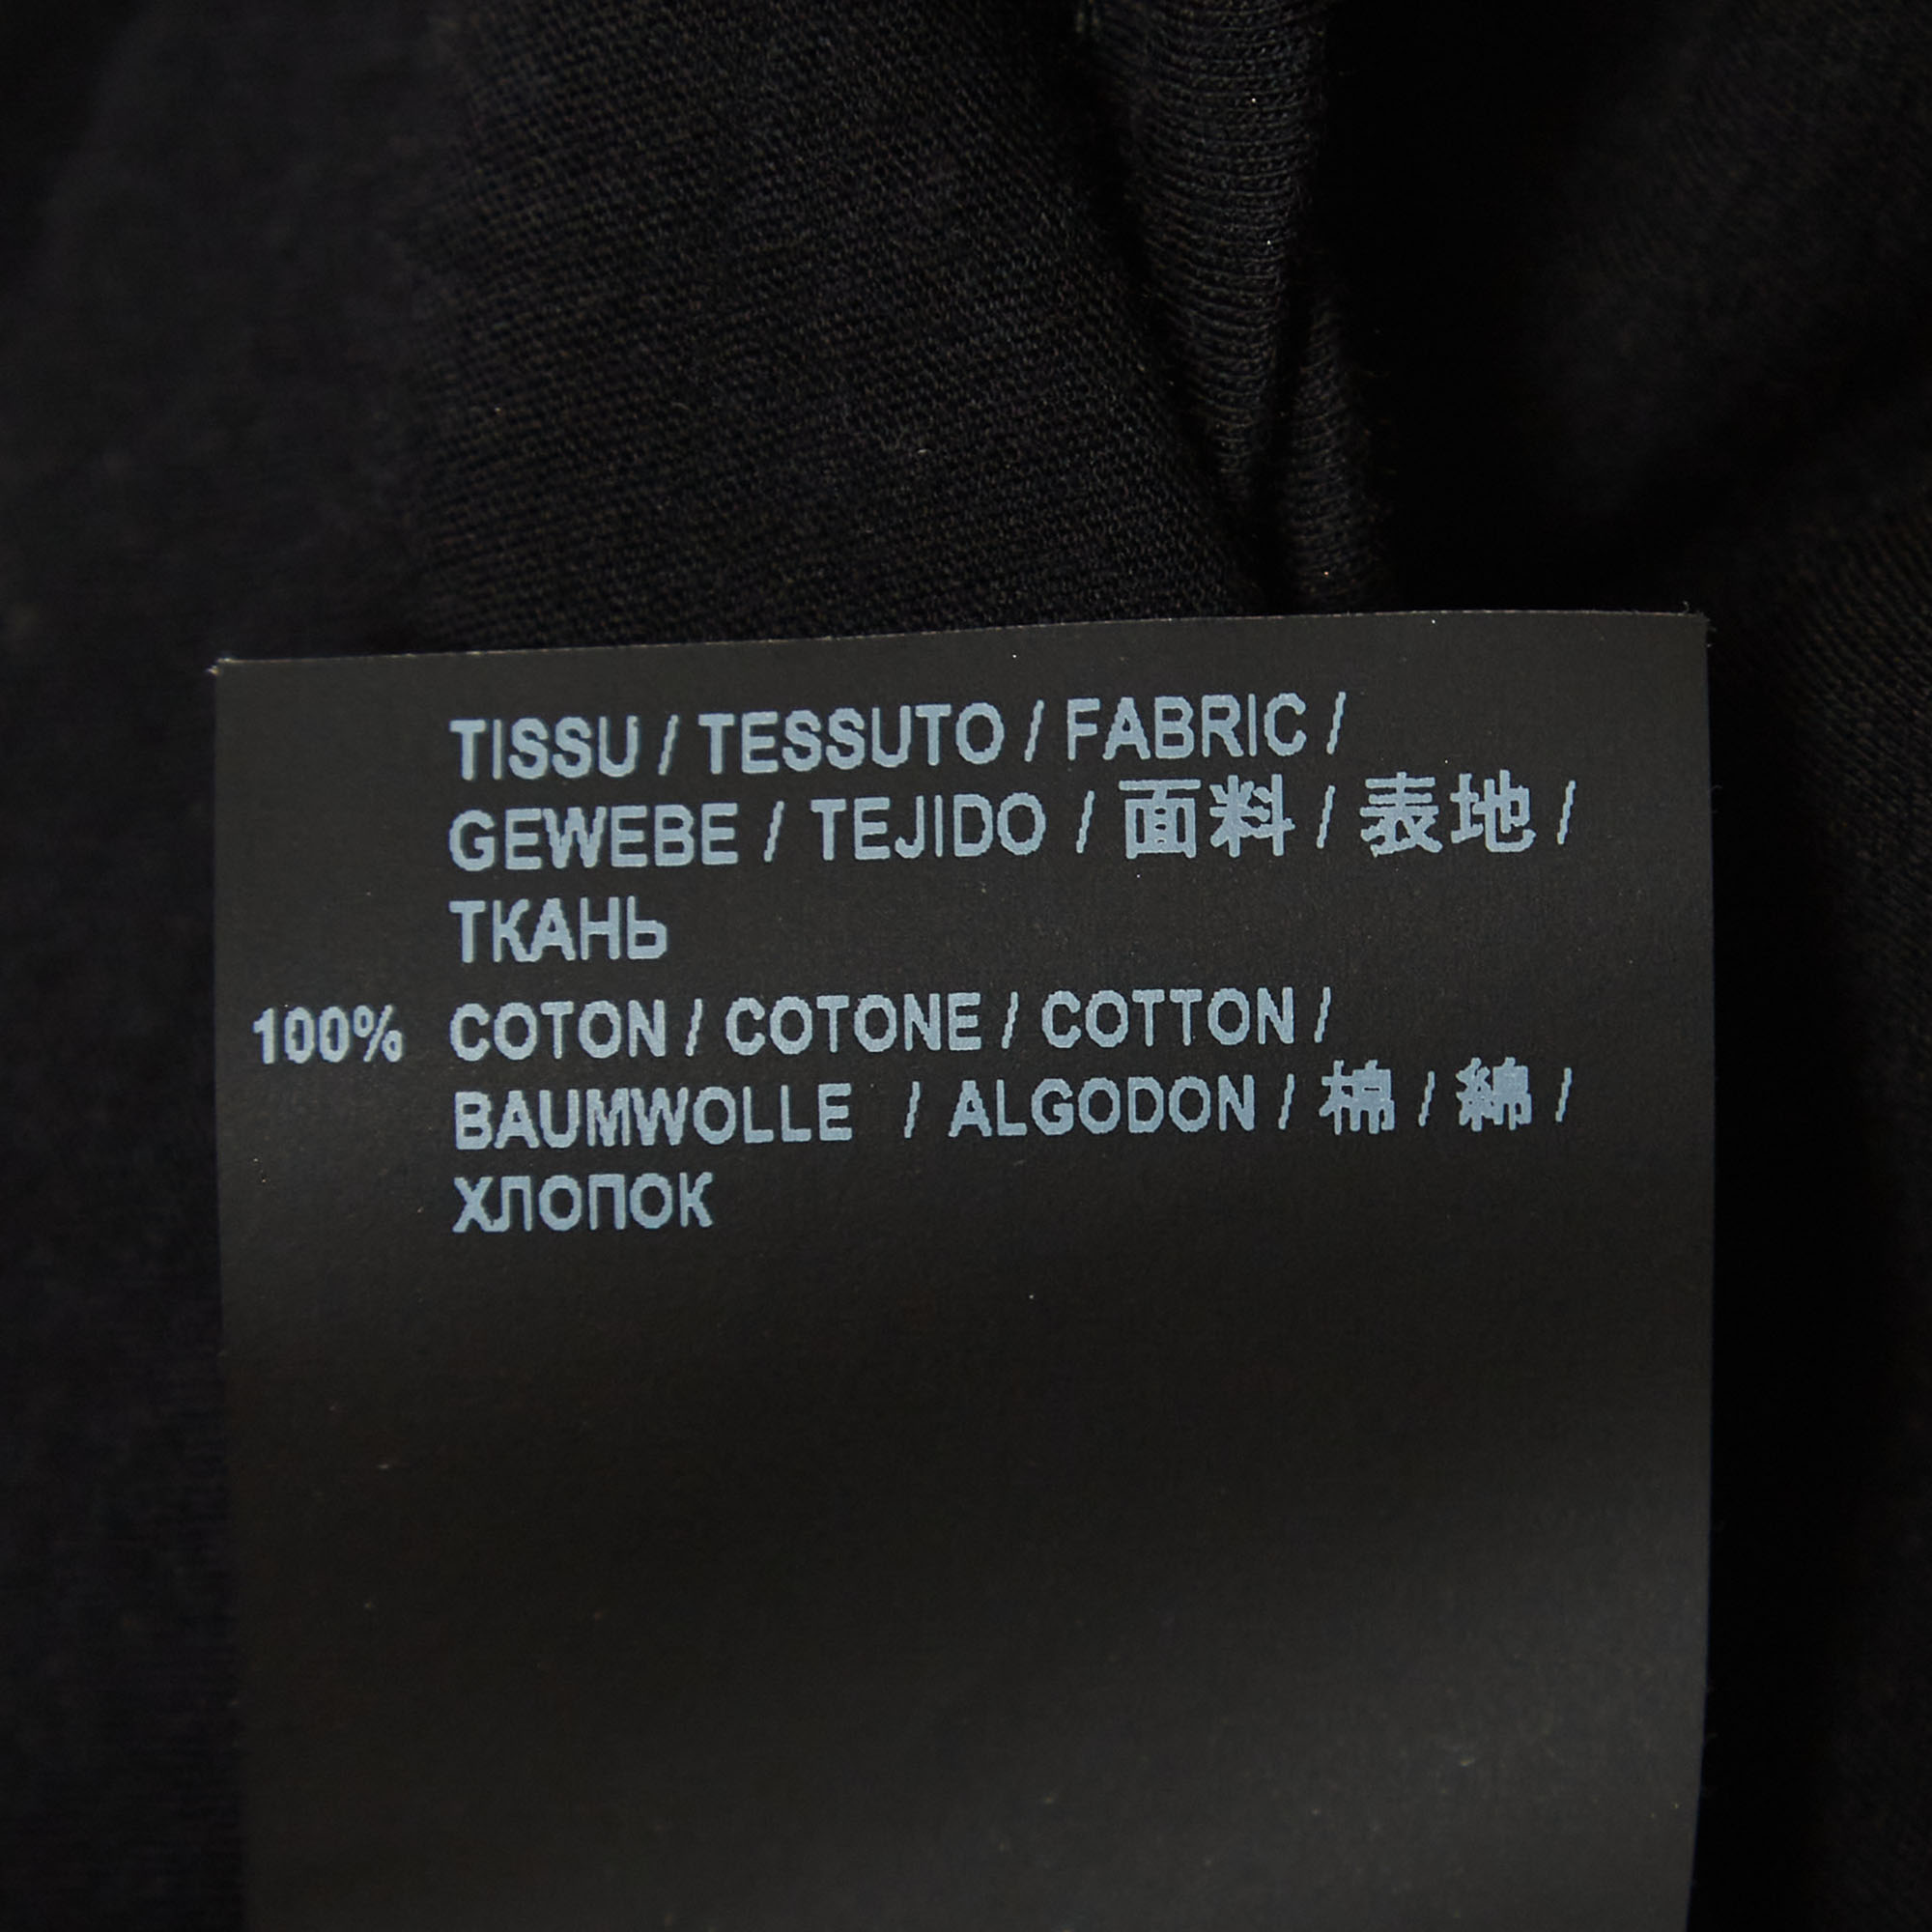 TISSU / TESSUTO / FABRIC /
GEWEBE / TEJIDO / 面料 / 表地 /
ТКАНЬ
100% COTON / COTONE / COTTON /
BAUMWOLLE / ALGODON / 棉 / 綿 /
ХЛОПОК